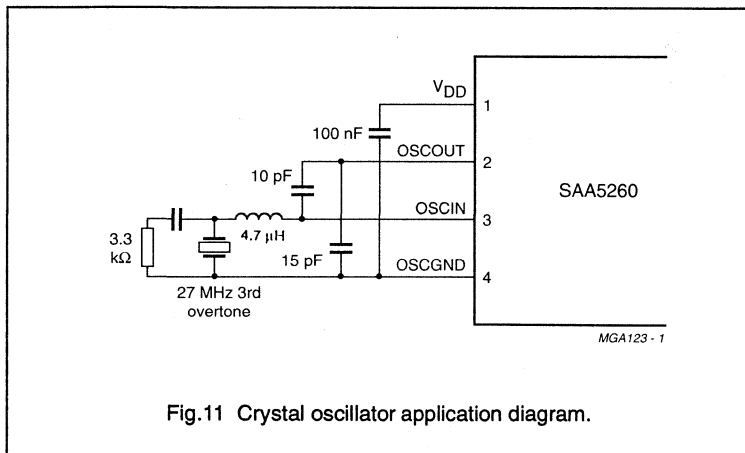 V_DD
1
100 nF
OSCOUT
2
10 pF
SAA5260
OSCIN
3
4.7 μH
3.3
kΩ
15 pF
OSCGND
4
27 MHz 3rd
overtone
MGA123 - 1
Fig.11 Crystal oscillator application diagram.